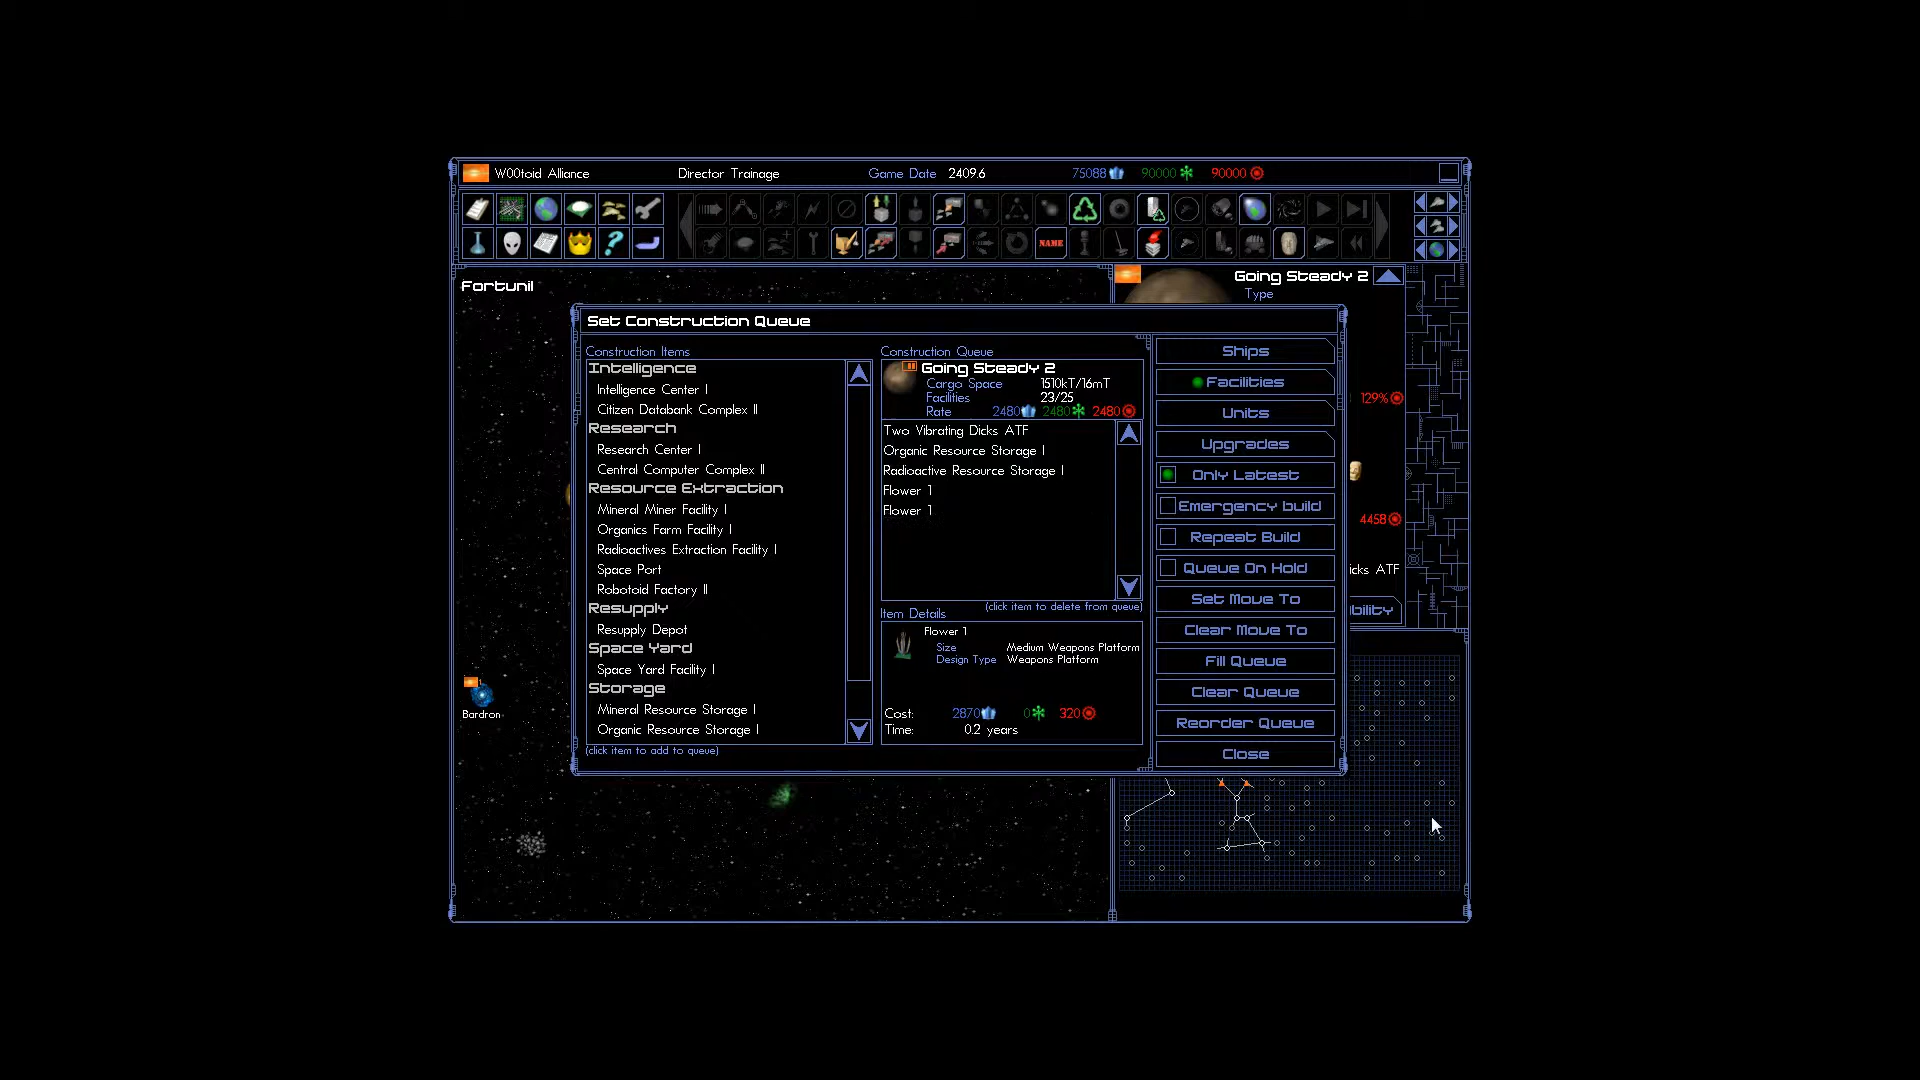 W00toid Alliance Director Trainage Game Date 2409.6 75088 90000 90000
NAME
Fortunil
Going Steady 2
Type
Set Construction Queue
Construction Items
Intelligence
Intelligence Center I
Citizen Databank Complex II
Research
Research Center I
Central Computer Complex II
Resource Extraction
Mineral Miner Facility I
Organics Farm Facility I
Radioactives Extraction Facility I
Space Port
Robotoid Factory II
Resupply
Resupply Depot
Space Yard
Space Yard Facility I
Storage
Mineral Resource Storage I
Organic Resource Storage I
(click item to add to queue)
Construction Queue
Going Steady 2
Cargo Space 1510kT/16mT
Facilities 23/25
Rate 2480 2480 2480
Two Vibrating Dicks ATF
Organic Resource Storage I
Radioactive Resource Storage I
Flower 1
Flower 1
(click item to delete from queue)
Item Details
Flower 1
Size Medium Weapons Platform
Design Type Weapons Platform
Cost: 2870 0 320
Time: 0.2 years
Ships
Facilities
Units
Upgrades
Only Latest
Emergency build
Repeat Build
Queue On Hold
Set Move To
Clear Move To
Fill Queue
Clear Queue
Reorder Queue
Close
129%
4458
icks ATF
ibility
Bardron